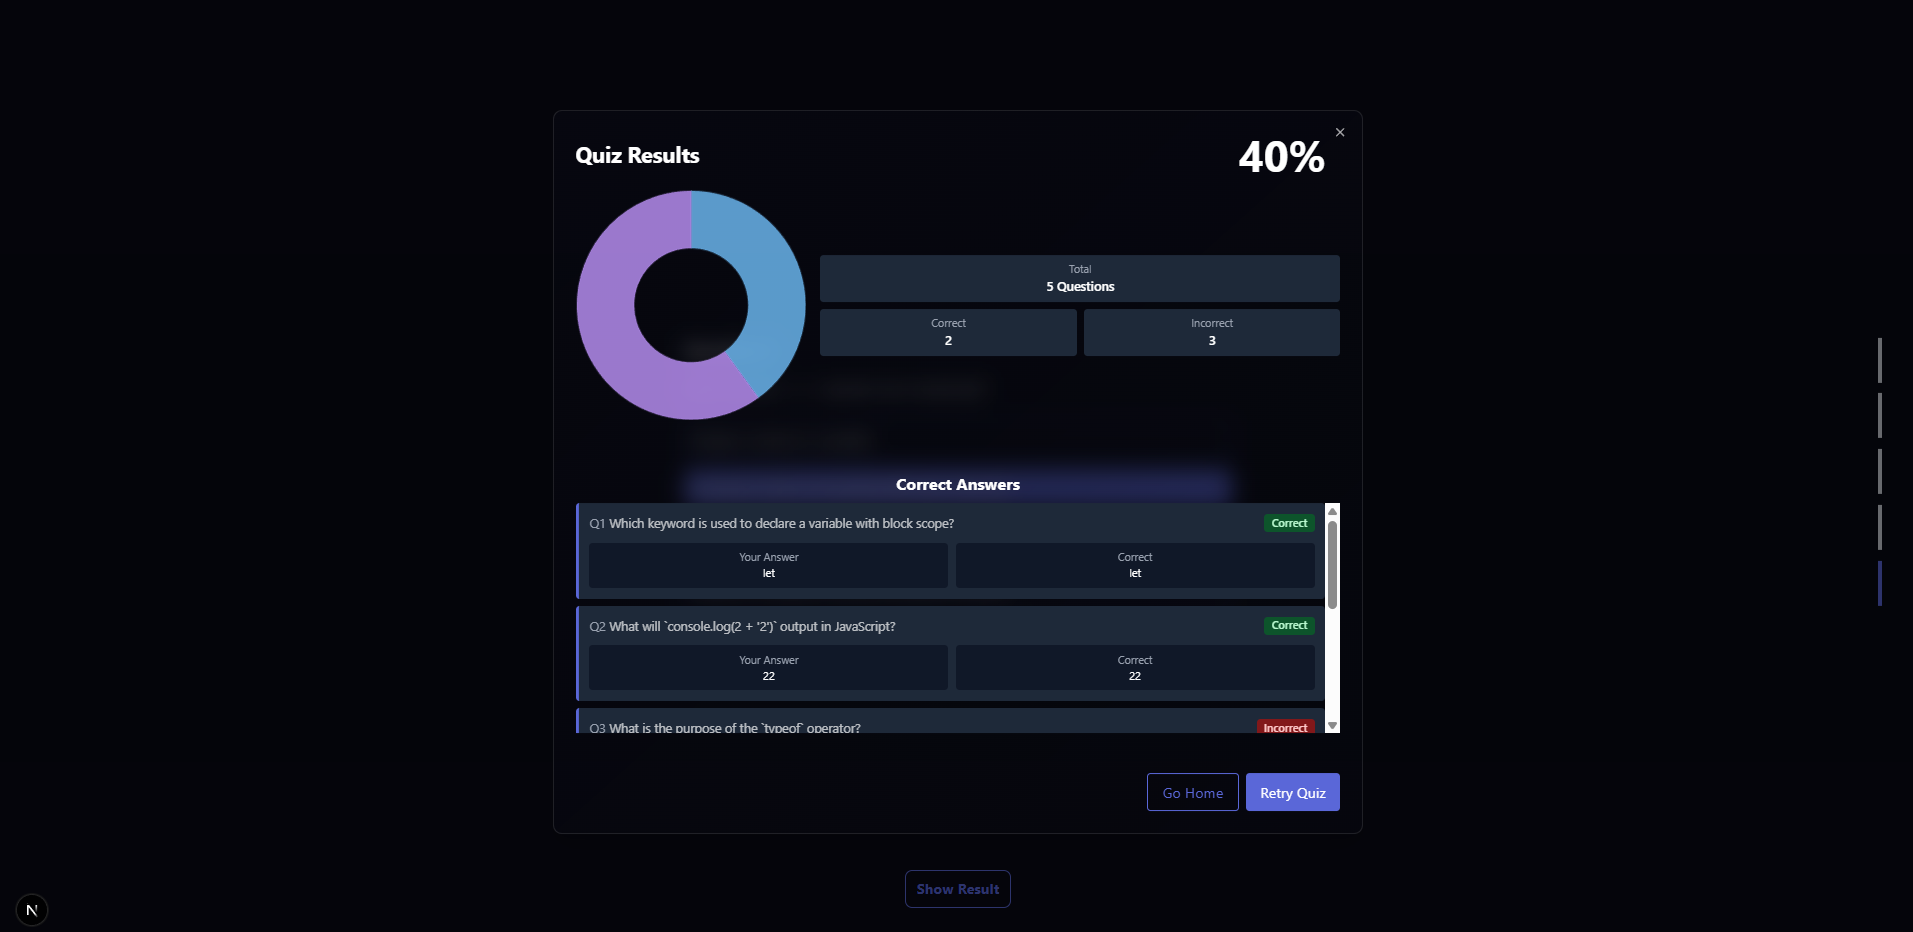 Quiz Results
40%
×
Total
5 Questions
Correct
2
Incorrect
3
Correct Answers
Q1 Which keyword is used to declare a variable with block scope?
Correct
Your Answer
let
Correct
let
Q2 What will `console.log(2 + '2')` output in JavaScript?
Correct
Your Answer
22
Correct
22
Q3 What is the purpose of the `typeof` operator?
Incorrect
Go Home
Retry Quiz
Show Result
N